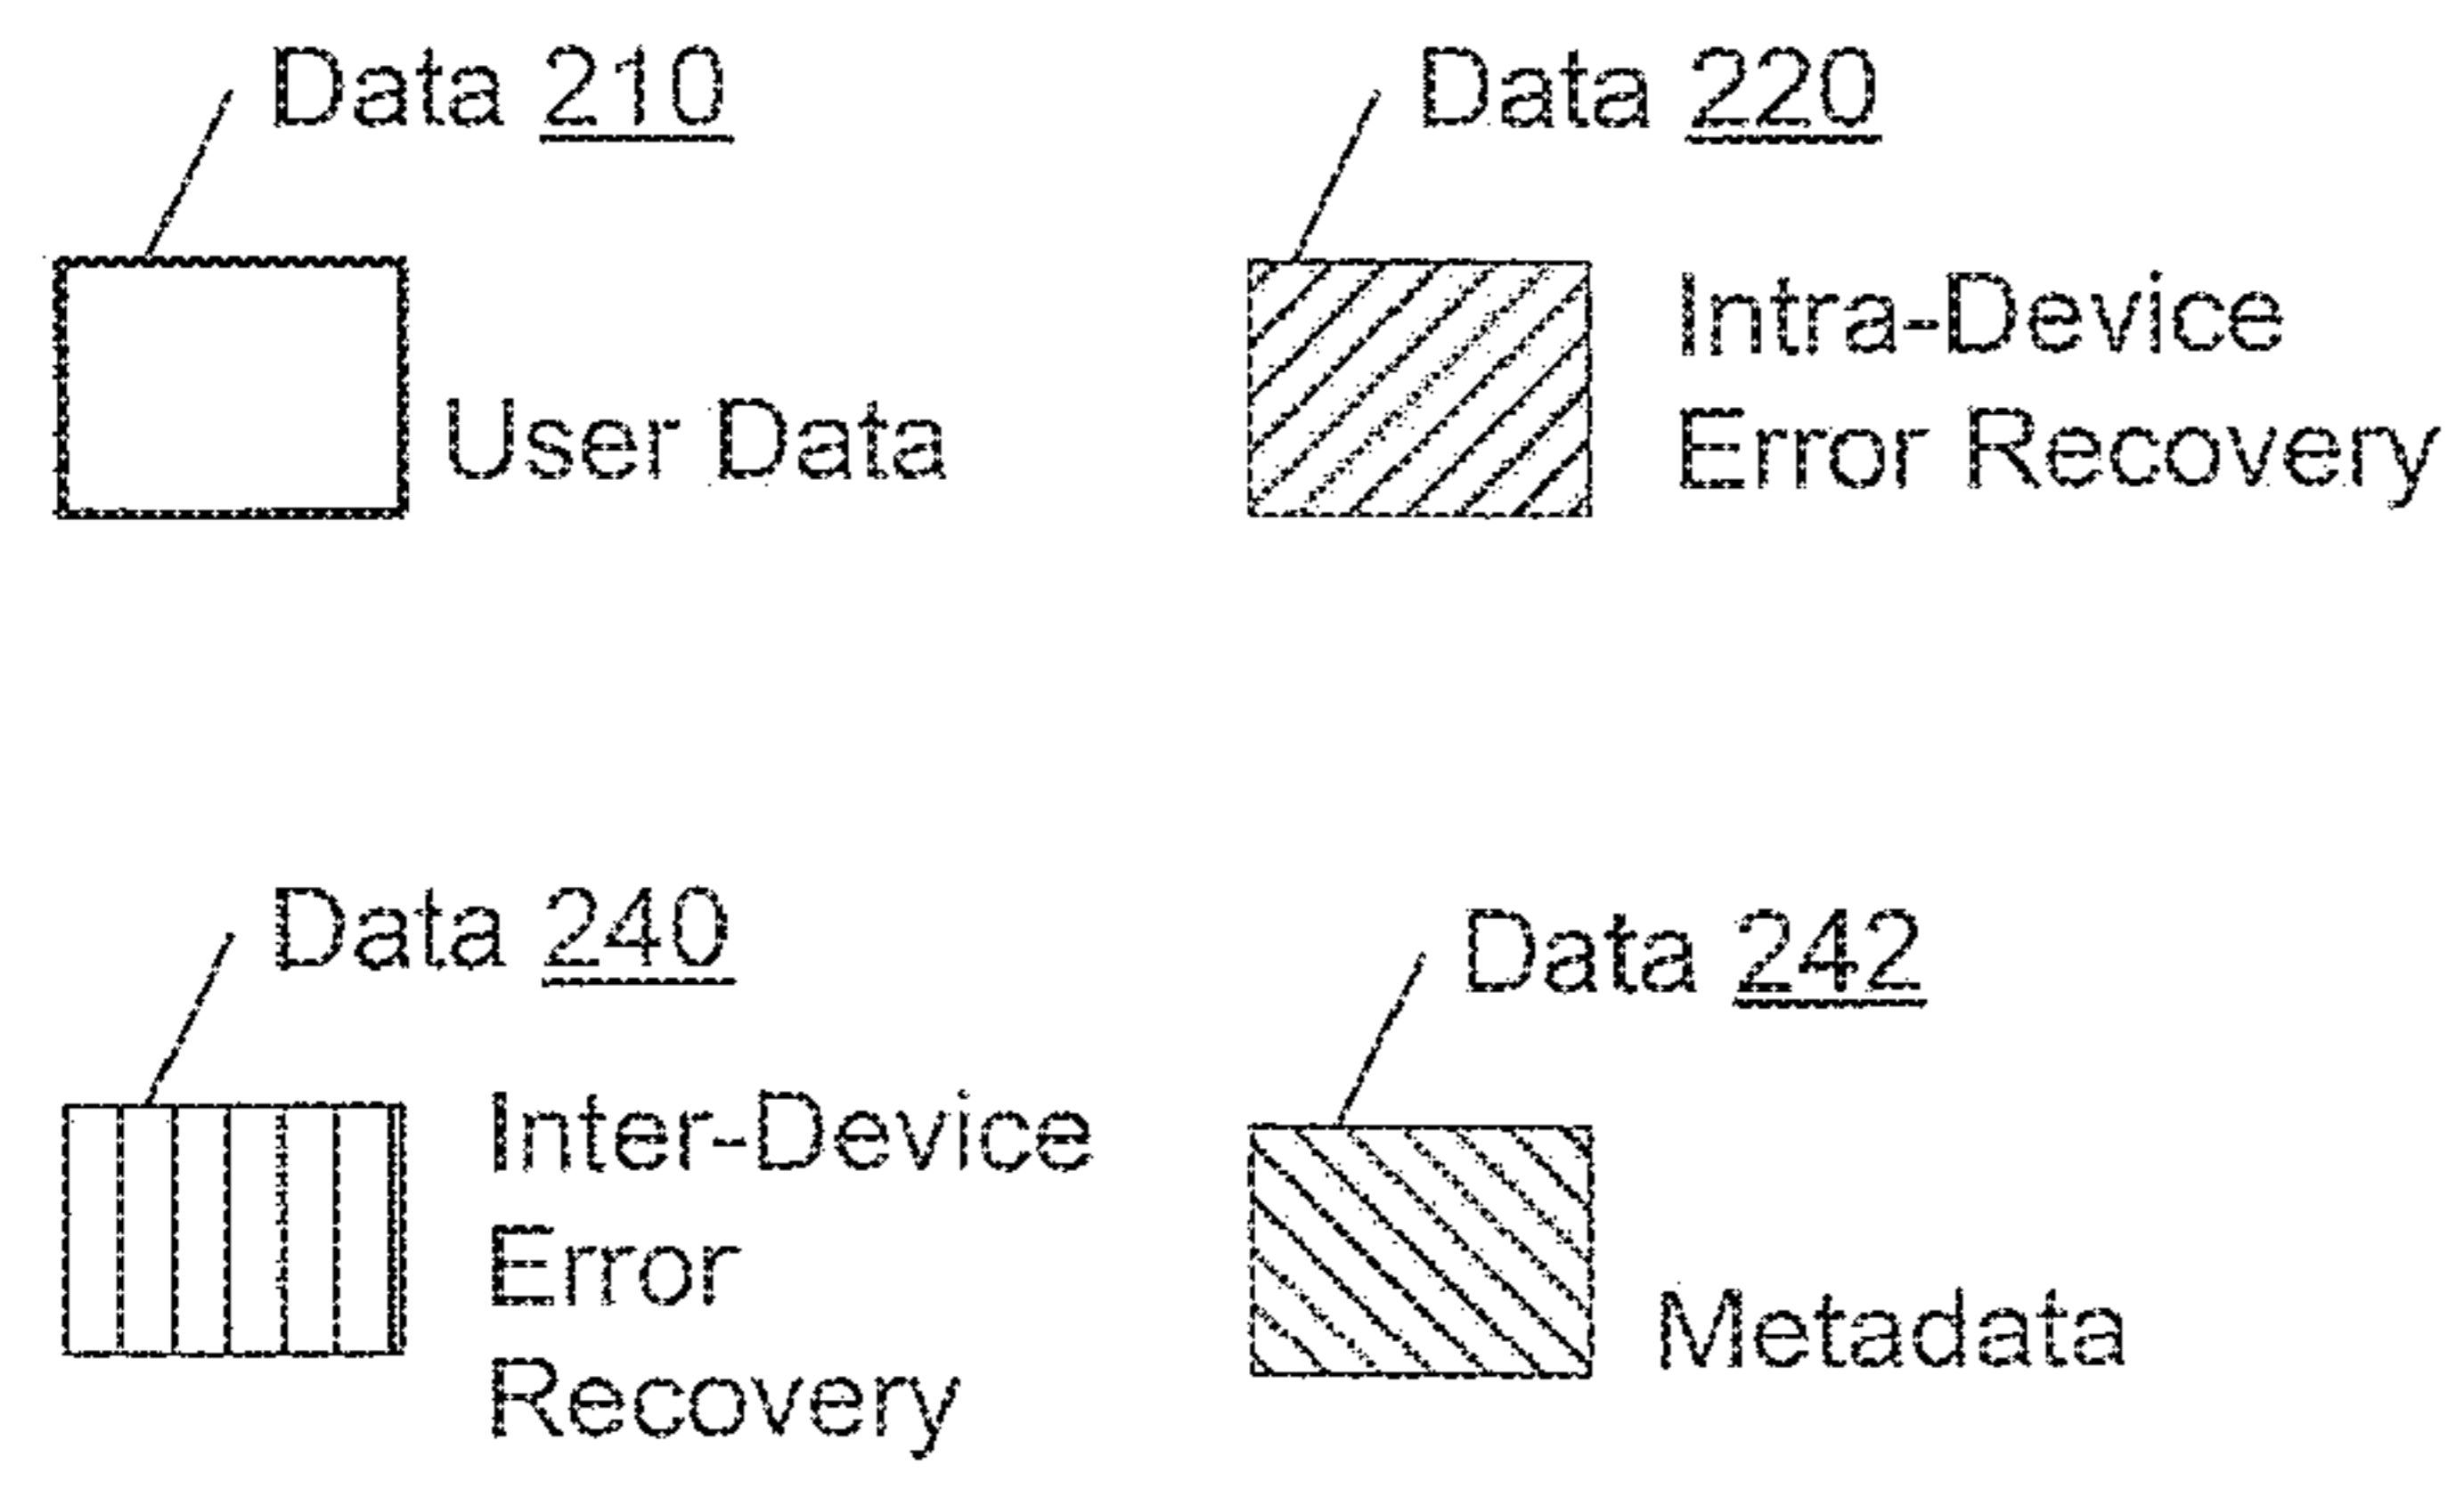 Data 210
User Data
Data 220
Intra-Device
Error Recovery
Data 240
Inter-Device
Error
Recovery
Data 242
Metadata